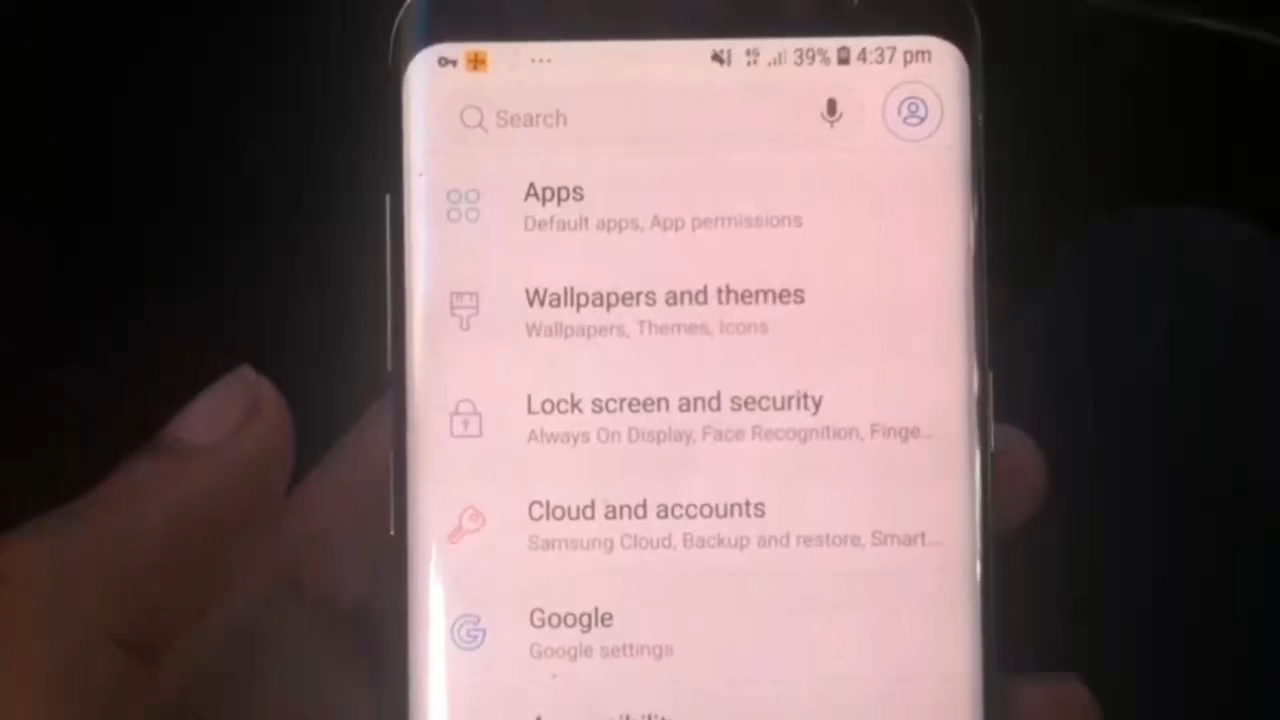 39% 4:37 pm
Search
Apps
Default apps, App permissions
Wallpapers and themes
Wallpapers, Themes, Icons
Lock screen and security
Always On Display, Face Recognition, Finge...
Cloud and accounts
Samsung Cloud, Backup and restore, Smart...
Google
Google settings